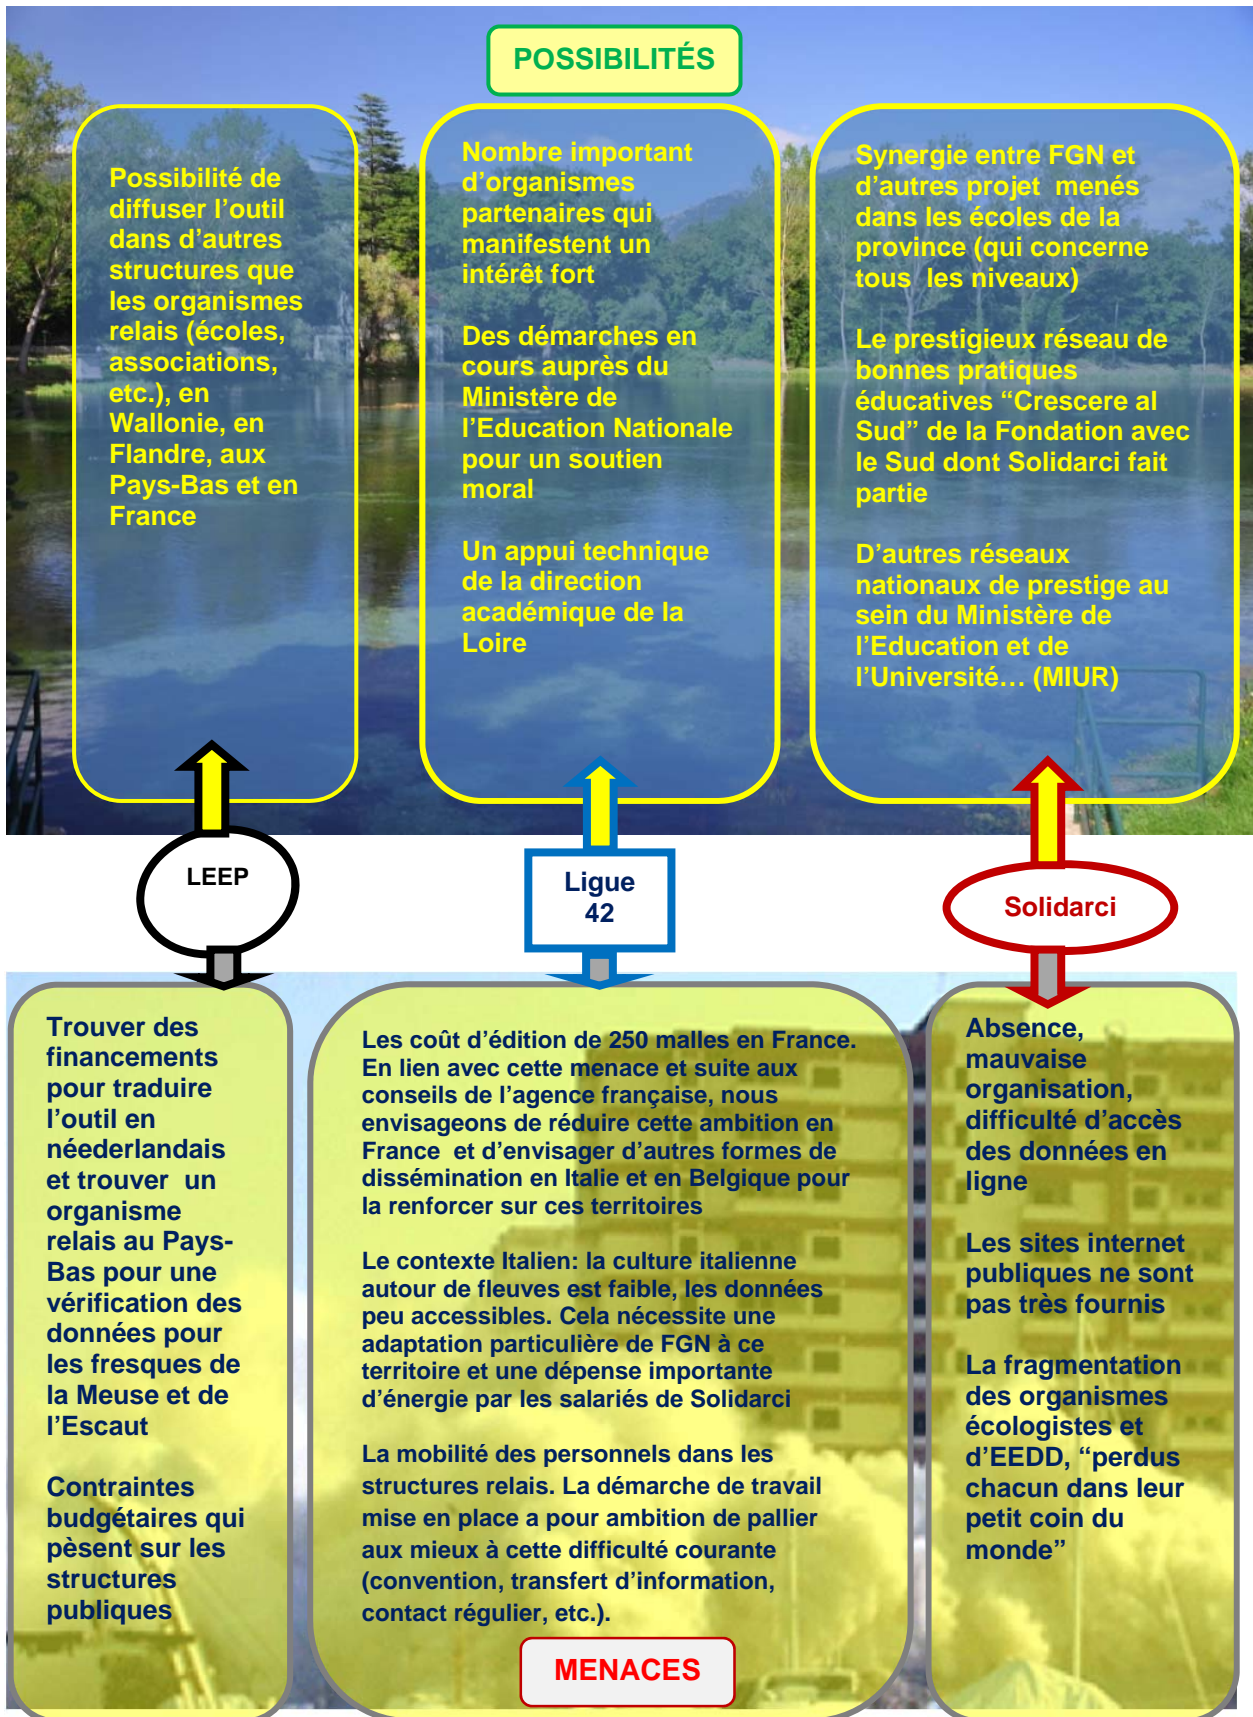 POSSIBILITÉS
Possibilité de
diffuser l’outil
dans d’autres
structures que
les organismes
relais (écoles,
associations,
etc.), en
Wallonie, en
Flandre, aux
Pays-Bas et en
France
Nombre important
d’organismes
partenaires qui
manifestent un
intérêt fort
Des démarches en
cours auprès du
Ministère de
l’Education Nationale
pour un soutien
moral
Un appui technique
de la direction
académique de la
Loire
Synergie entre FGN et
d’autres projet menés
dans les écoles de la
province (qui concerne
tous les niveaux)
Le prestigieux réseau de
bonnes pratiques
éducatives “Crescere al
Sud” de la Fondation avec
le Sud dont Solidarci fait
partie
D’autres réseaux
nationaux de prestige au
sein du Ministère de
l’Education et de
l’Université… (MIUR)
LEEP
Ligue
42
Solidarci
Trouver des
financements
pour traduire
l’outil en
néederlandais
et trouver un
organisme
relais au Pays-
Bas pour une
vérification des
données pour
les fresques de
la Meuse et de
l’Escaut
Contraintes
budgétaires qui
pèsent sur les
structures
publiques
Les coût d’édition de 250 malles en France.
En lien avec cette menace et suite aux
conseils de l’agence française, nous
envisageons de réduire cette ambition en
France et d’envisager d’autres formes de
dissémination en Italie et en Belgique pour
la renforcer sur ces territoires
Le contexte Italien: la culture italienne
autour de fleuves est faible, les données
peu accessibles. Cela nécessite une
adaptation particulière de FGN à ce
territoire et une dépense importante
d’énergie par les salariés de Solidarci
La mobilité des personnels dans les
structures relais. La démarche de travail
mise en place a pour ambition de pallier
aux mieux à cette difficulté courante
(convention, transfert d’information,
contact régulier, etc.).
Absence,
mauvaise
organisation,
difficulté d’accès
des données en
ligne
Les sites internet
publiques ne sont
pas très fournis
La fragmentation
des organismes
écologistes et
d’EEDD, “perdus
chacun dans leur
petit coin du
monde”
MENACES